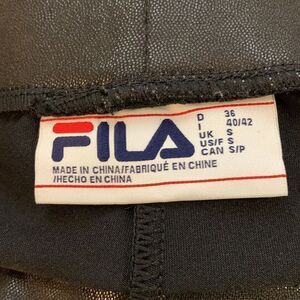 FILA
D 36
I 40/42
UK S
US/F S
CAN S/P
MADE IN CHINA/FABRIQUÉ EN CHINE
/HECHO EN CHINA